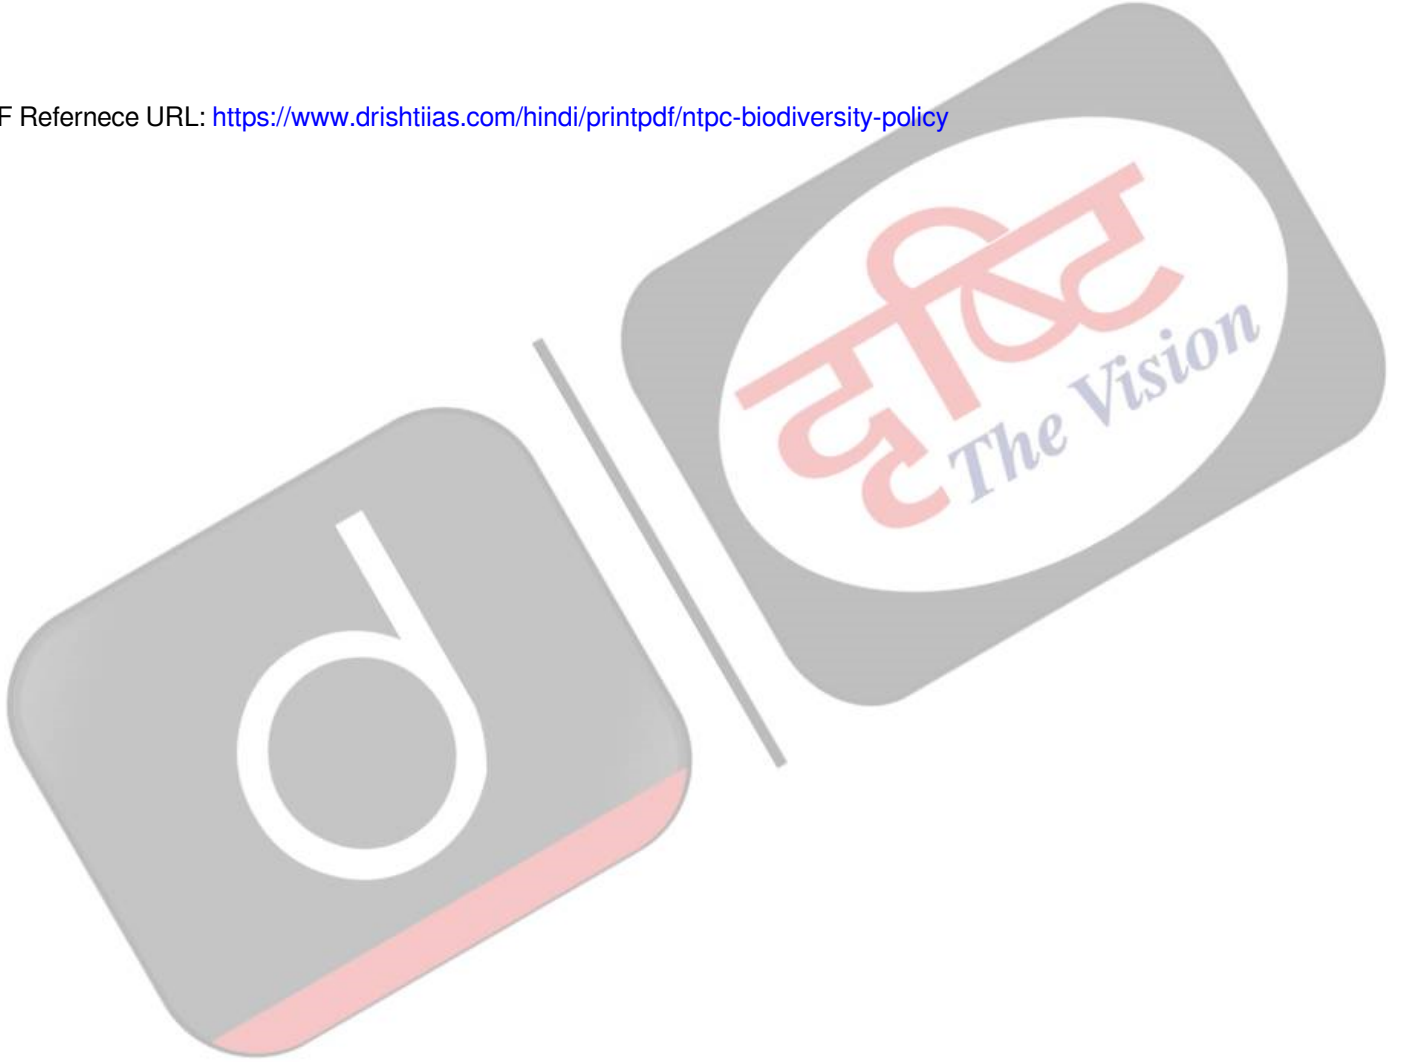 F Refernece URL: https://www.drishtiias.com/hindi/printpdf/ntpc-biodiversity-policy
दृष्टि
The Vision
d